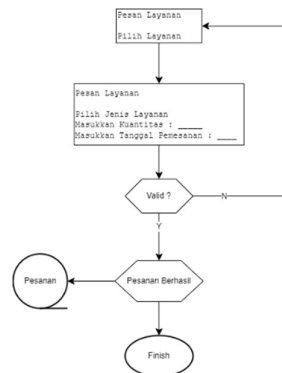 Pesan Layanan
Pilih Layanan
Pesan Layanan
Pilih Jenis Layanan
Masukkan Kuantitas : _____
Masukkan Tanggal Pemesanan : ____
Valid ?
N
Y
Pesanan
Pesanan Berhasil
Finish